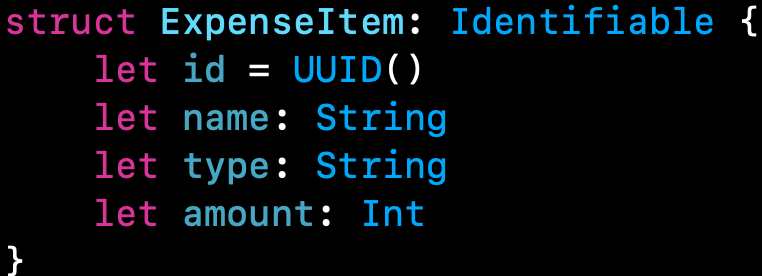 struct ExpenseItem: Identifiable {
    let id = UUID()
    let name: String
    let type: String
    let amount: Int
}